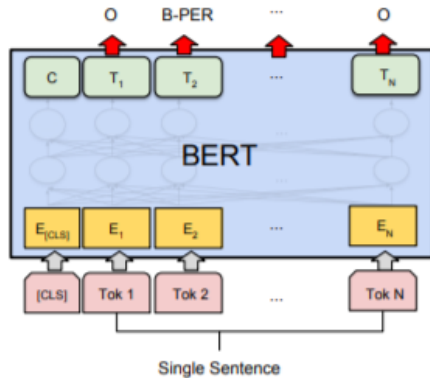 O B-PER ... O
C T1 T2 ... TN
...
BERT
...
E[CLS] E1 E2 ... EN
[CLS] Tok 1 Tok 2 ... Tok N
Single Sentence